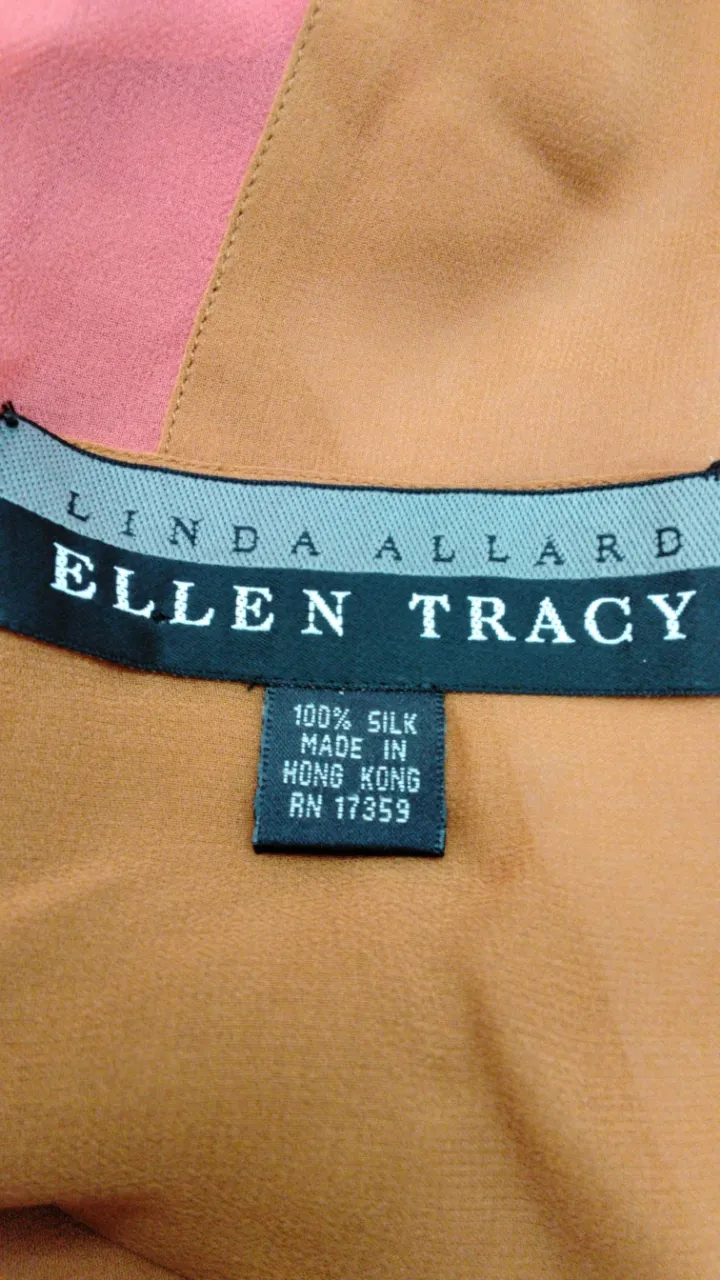 LINDA ALLARD
ELLEN TRACY
100% SILK
MADE IN
HONG KONG
RN 17359